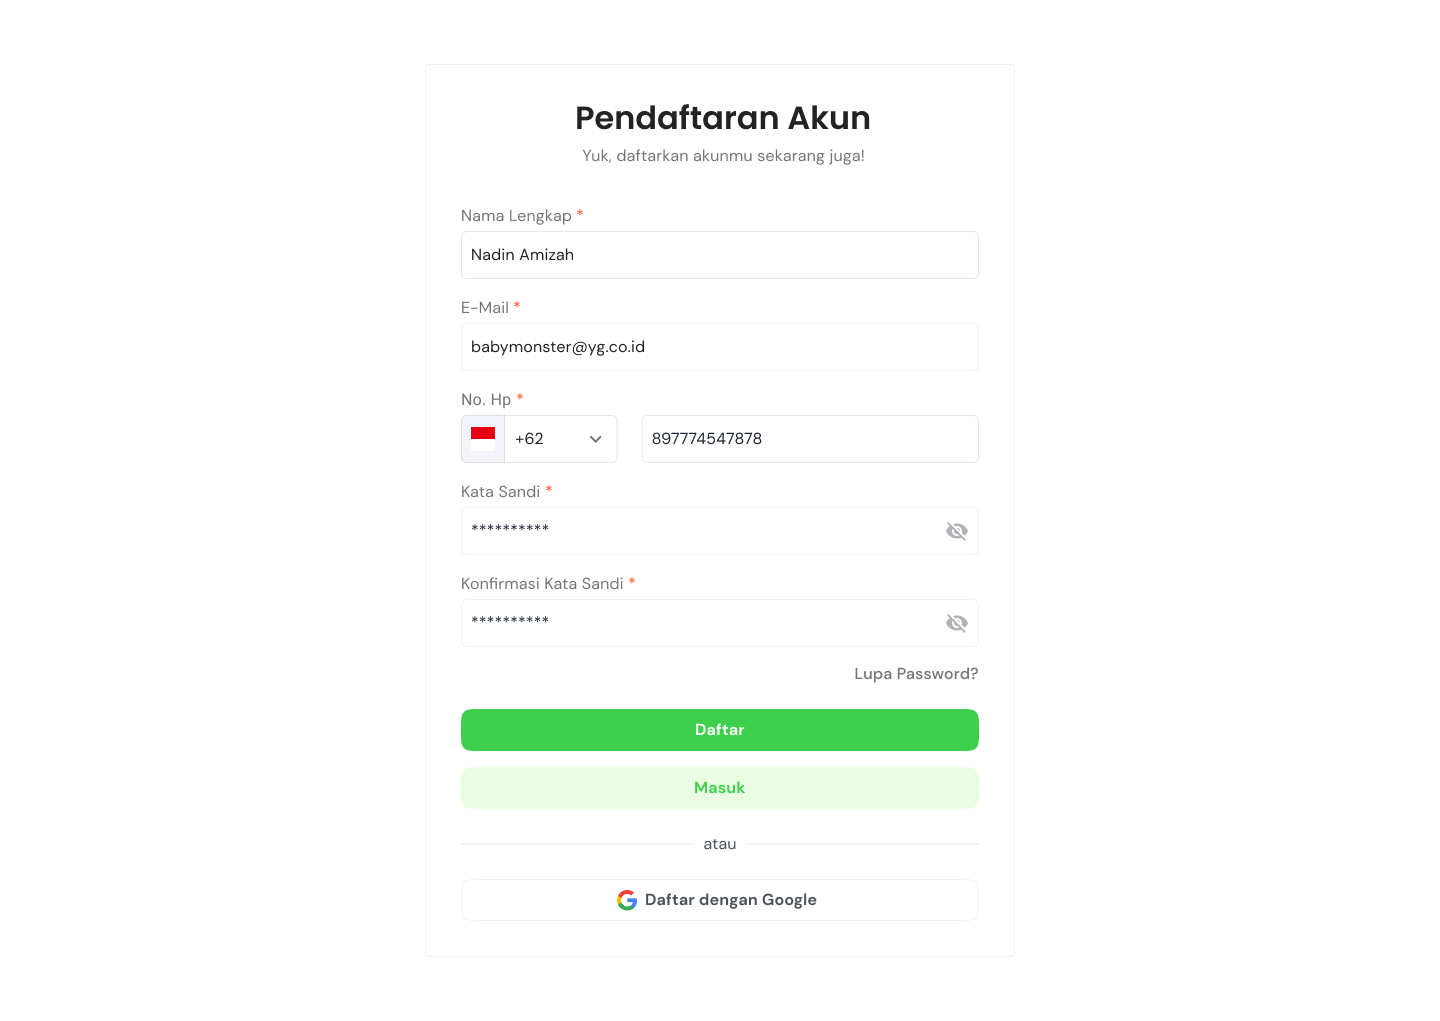 Pendaftaran Akun
Yuk, daftarkan akunmu sekarang juga!
Nama Lengkap *
Nadin Amizah
E-Mail *
babymonster@yg.co.id
No. Hp *
+62 897774547878
Kata Sandi *
**********
Konfirmasi Kata Sandi *
**********
Lupa Password?
Daftar
Masuk
atau
Daftar dengan Google